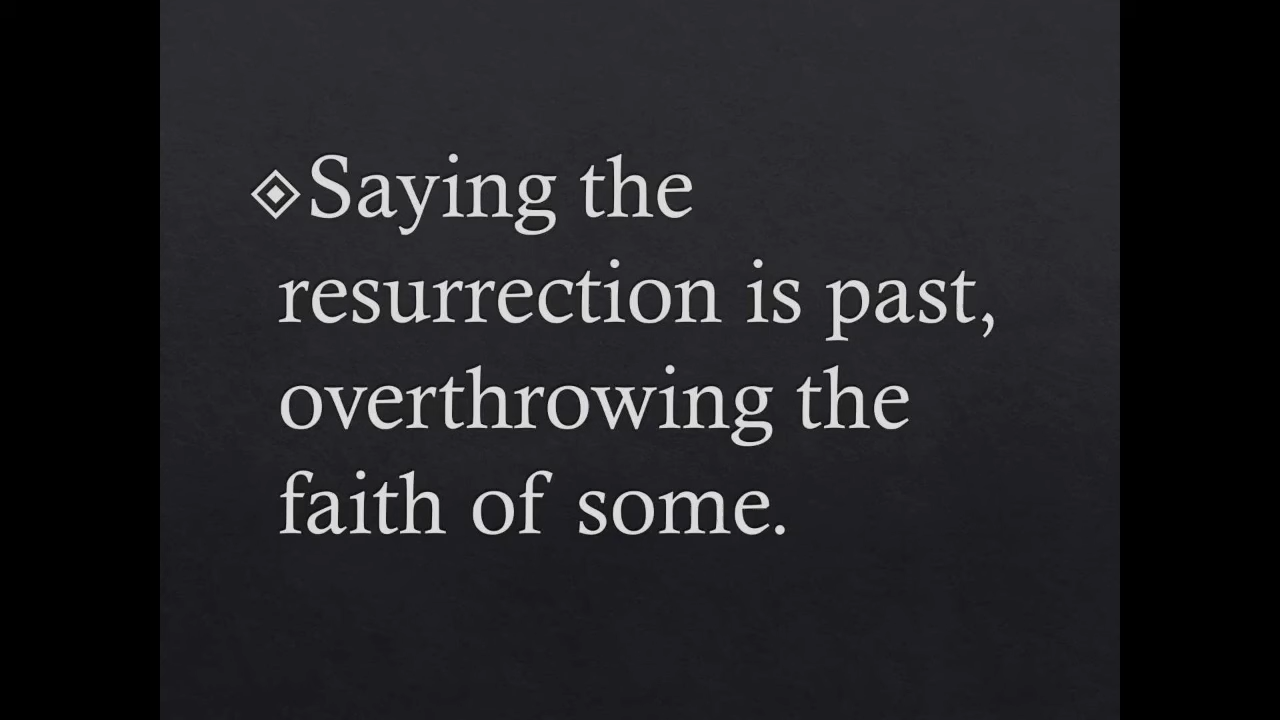 Saying the
resurrection is past,
overthrowing the
faith of some.